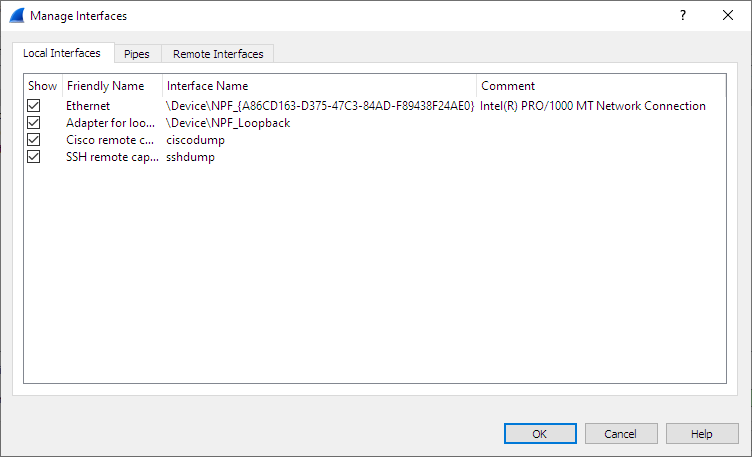 Manage Interfaces
?
Local Interfaces Pipes Remote Interfaces
Show Friendly Name Interface Name Comment
Ethernet \Device\NPF_{A86CD163-D375-47C3-84AD-F89438F24AE0} Intel(R) PRO/1000 MT Network Connection
Adapter for loo... \Device\NPF_Loopback
Cisco remote c... ciscodump
SSH remote cap... sshdump
OK Cancel Help